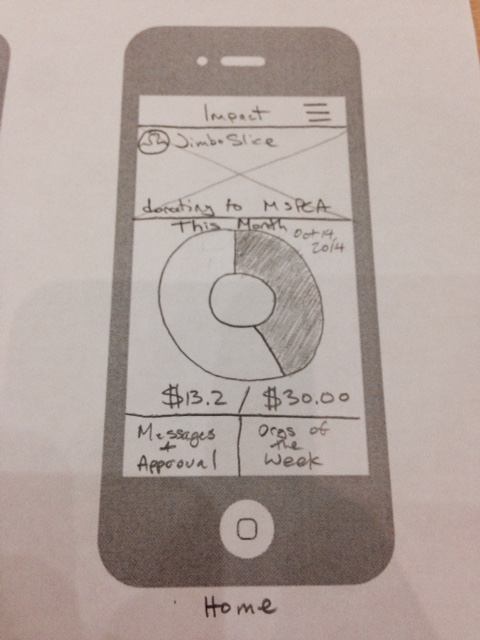 Impact
JimboSlice
donating to MSPCA
This Month
Oct 14,
2014
$13.2 / $30.00
Messages
+
Approval
Orgs of
the
Week
Home